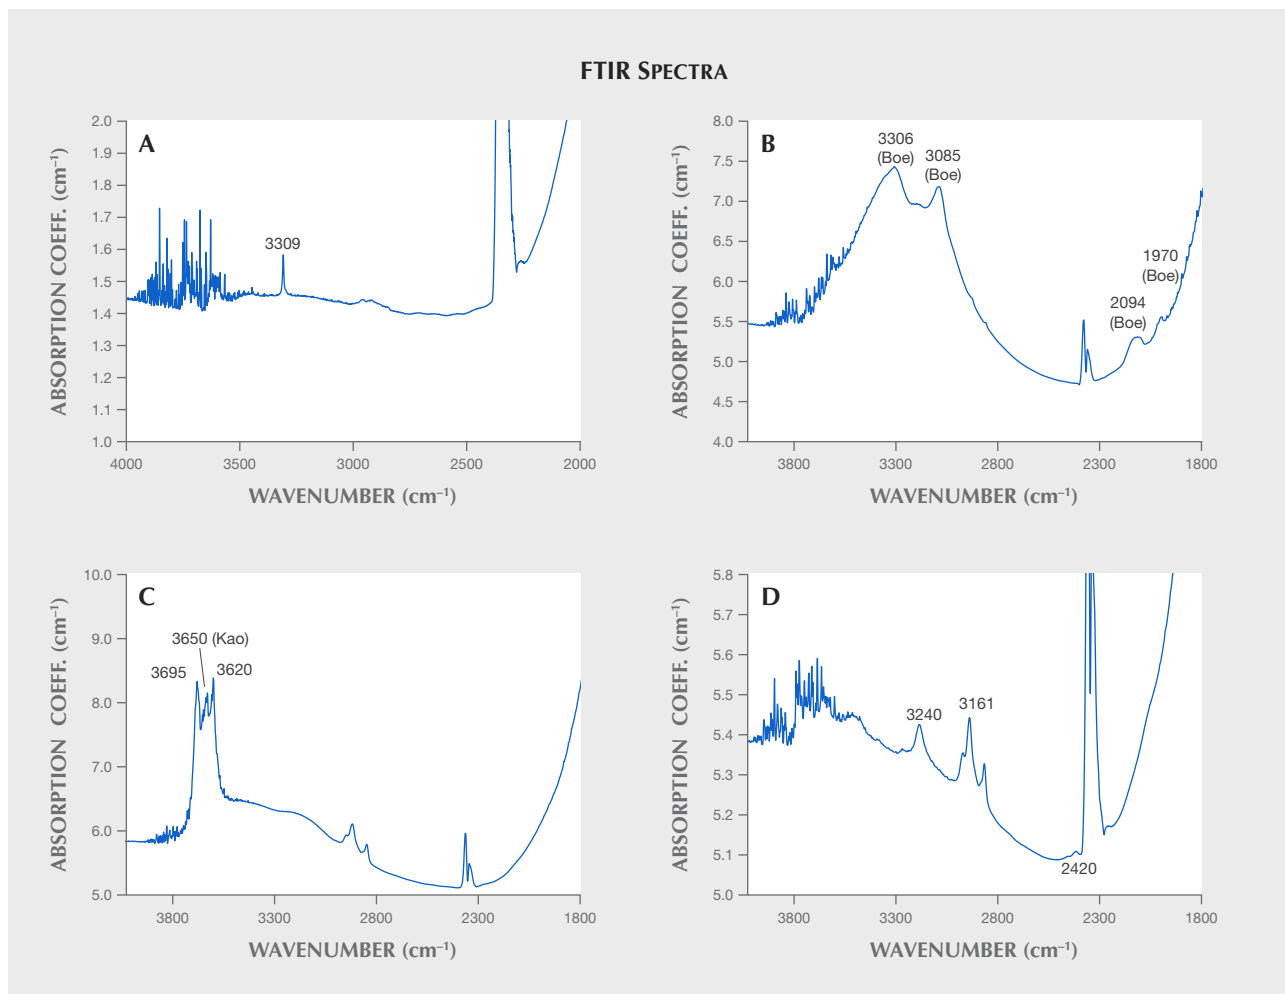 FTIR SPECTRA
A
ABSORPTION COEFF. (cm–1)
2.0
1.9
1.8
1.7
1.6
1.5
1.4
1.3
1.2
1.1
1.0
3309
4000 3500 3000 2500 2000
WAVENUMBER (cm–1)
B
ABSORPTION COEFF. (cm–1)
8.0
7.5
7.0
6.5
6.0
5.5
5.0
4.5
4.0
3306
(Boe)
3085
(Boe)
1970
(Boe)
2094
(Boe)
3800 3300 2800 2300 1800
WAVENUMBER (cm–1)
C
ABSORPTION COEFF. (cm–1)
10.0
9.0
8.0
7.0
6.0
5.0
3650 (Kao)
3695
3620
3800 3300 2800 2300 1800
WAVENUMBER (cm–1)
D
ABSORPTION COEFF. (cm–1)
5.8
5.7
5.6
5.5
5.4
5.3
5.2
5.1
5.0
3240
3161
2420
3800 3300 2800 2300 1800
WAVENUMBER (cm–1)